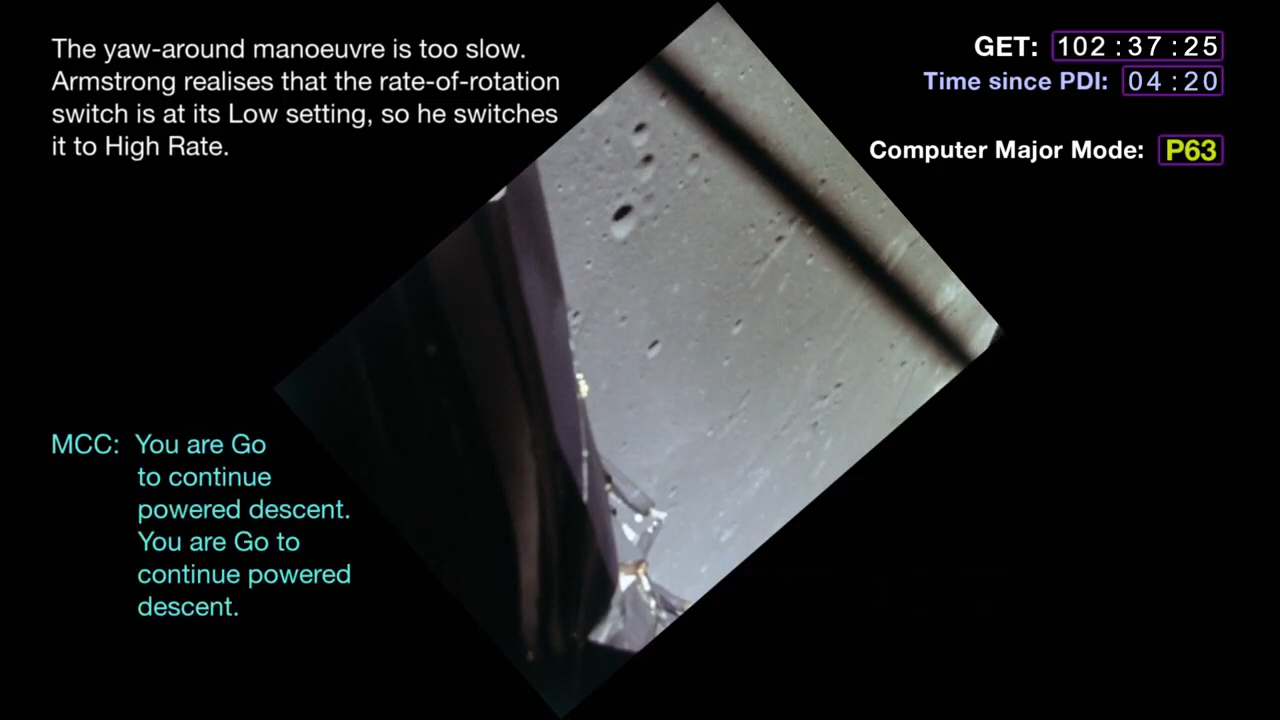 The yaw-around manoeuvre is too slow.
Armstrong realises that the rate-of-rotation
switch is at its Low setting, so he switches
it to High Rate.
GET: 102:37:25
Time since PDI: 04:20
Computer Major Mode: P63
MCC: You are Go
to continue
powered descent.
You are Go to
continue powered
descent.